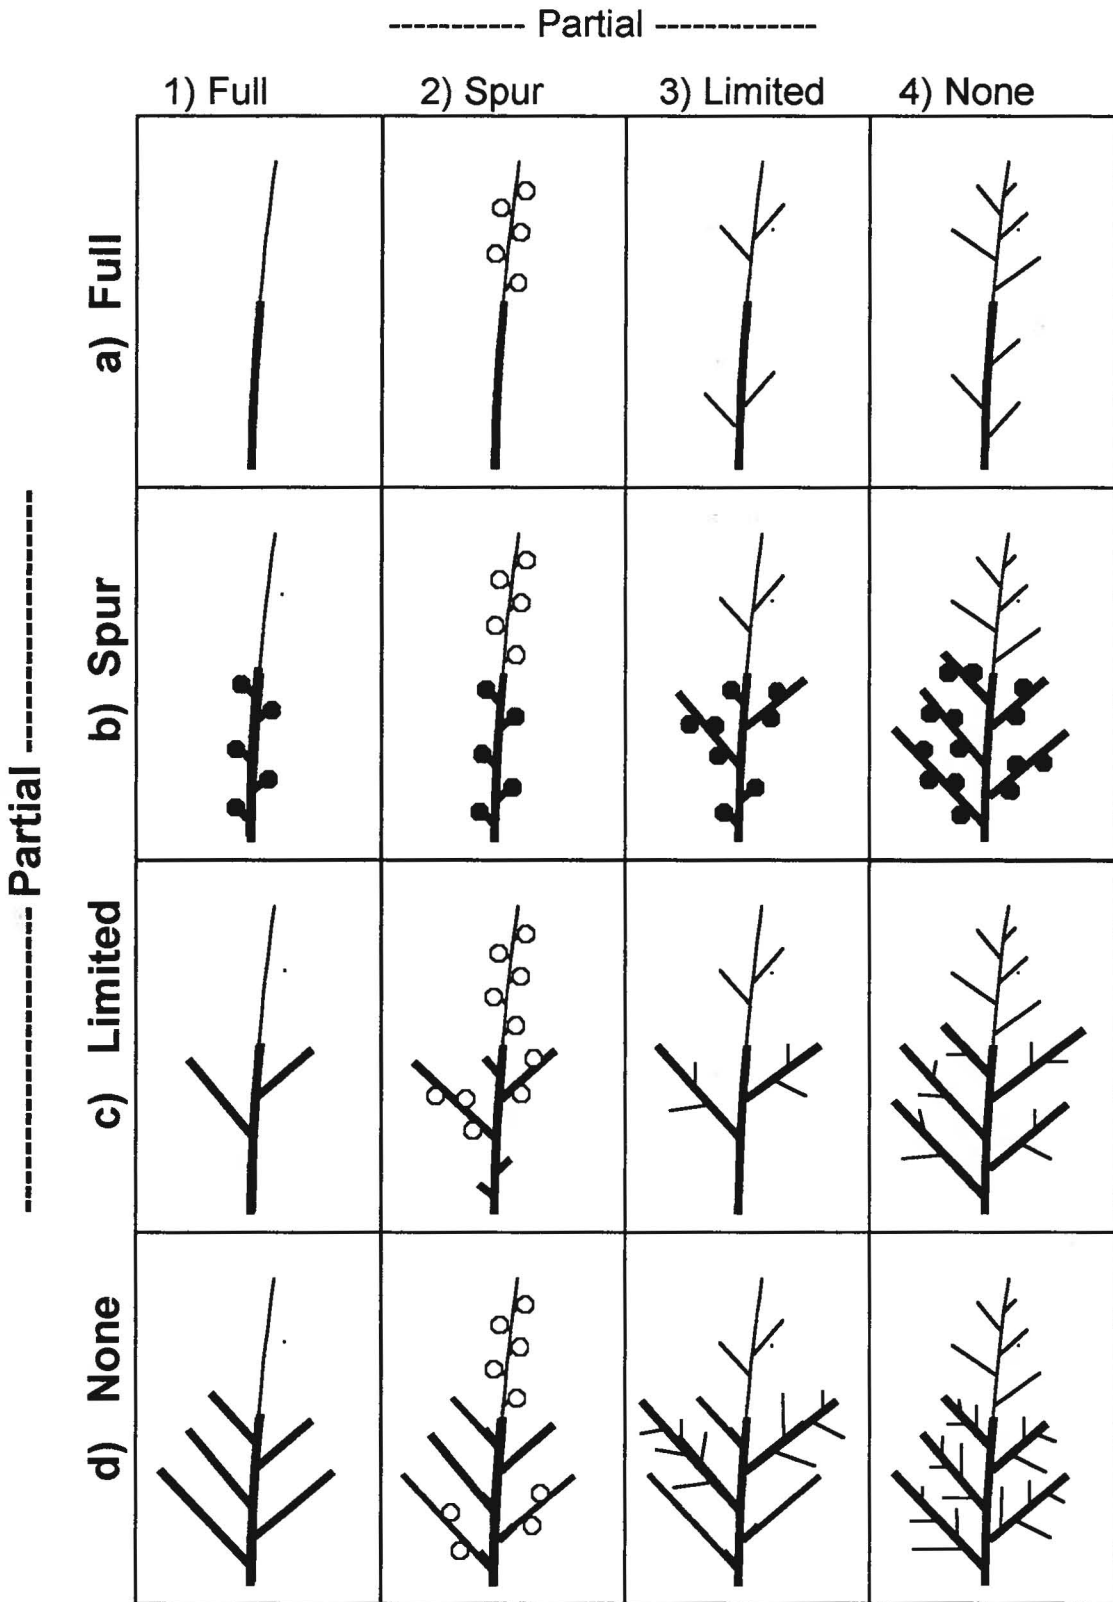 ----------- Partial -------------
1) Full 2) Spur 3) Limited 4) None
a) Full
b) Spur
c) Limited
d) None
-------------------- Partial --------------------